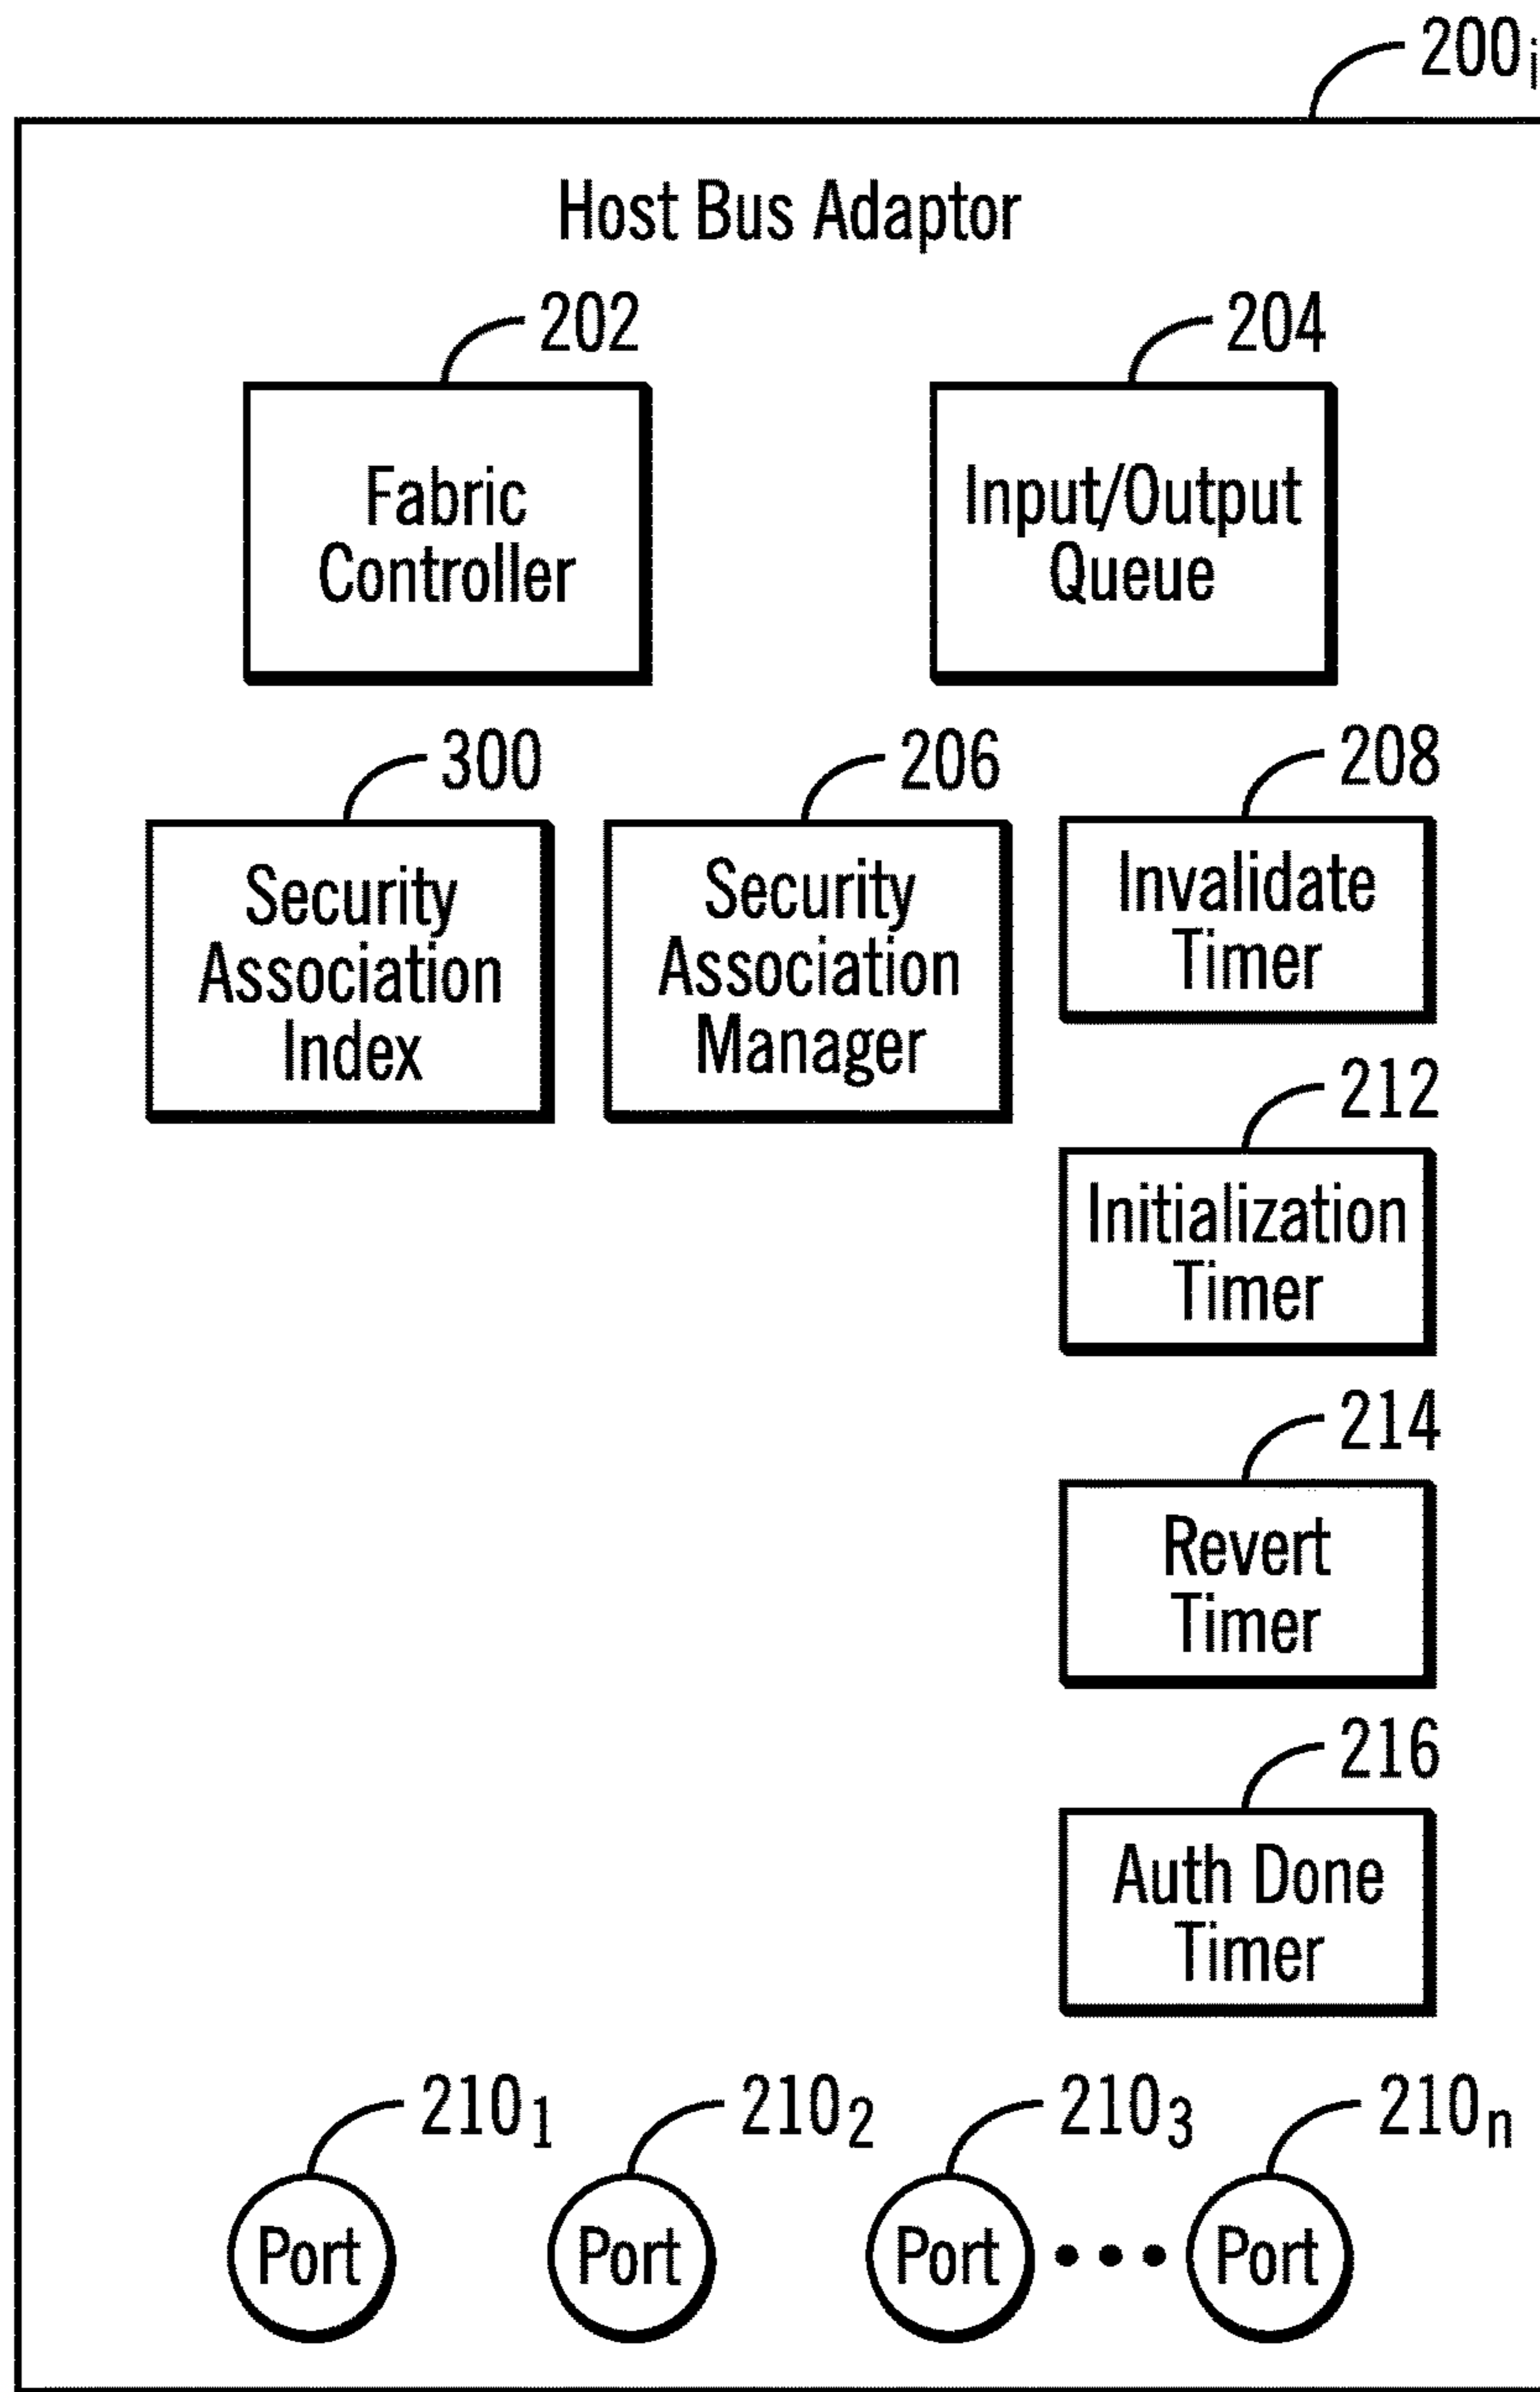 200i
Host Bus Adaptor
202 204
Fabric Input/Output
Controller Queue
300 206 208
Security Security Invalidate
Association Association Timer
Index Manager
212
Initialization
Timer
214
Revert
Timer
216
Auth Done
Timer
210₁ 210₂ 210₃ 210ₙ
Port Port Port ••• Port